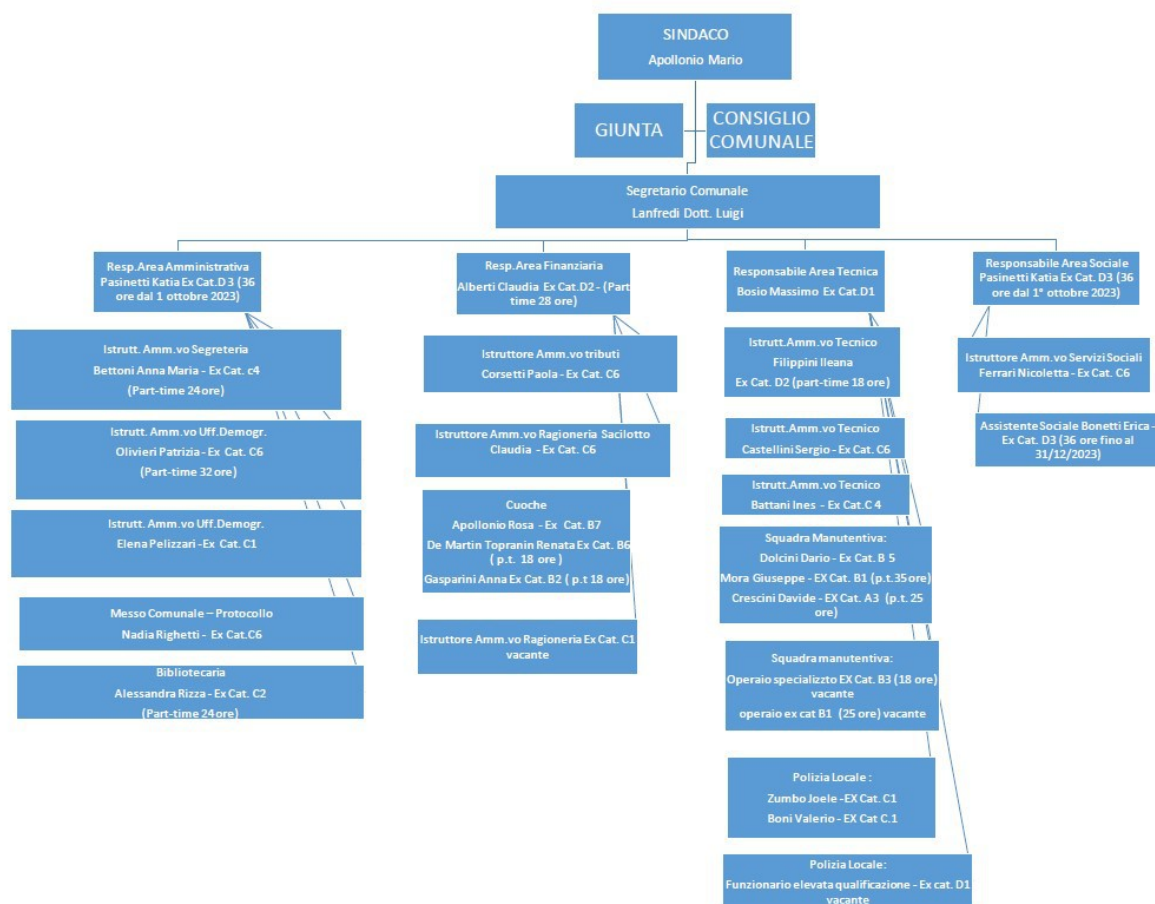 SINDACO
Apollonio Mario
GIUNTA
CONSIGLIO
COMUNALE
Segretario Comunale
Lanfredi Dott. Luigi
Resp.Area Amministrativa
Pasinetti Katia Ex Cat.D3 (36
ore dal 1 ottobre 2023)
Istrutt. Amm.vo Segreteria
Bettoni Anna Maria - Ex Cat. c4
(Part-time 24 ore)
Istrutt. Amm.vo Uff.Demogr.
Olivieri Patrizia - Ex Cat. C6
(Part-time 32 ore)
Istrutt. Amm.vo Uff.Demogr.
Elena Pelizzari -Ex Cat. C1
Messo Comunale – Protocollo
Nadia Righetti - Ex Cat.C6
Bibliotecaria
Alessandra Rizza - Ex Cat. C2
(Part-time 24 ore)
Resp.Area Finanziaria
Alberti Claudia Ex Cat.D2 - (Part
time 28 ore)
Istruttore Amm.vo tributi
Corsetti Paola - Ex Cat. C6
Istruttore Amm.vo Ragioneria Sacilotto
Claudia - Ex Cat. C6
Cuoche
Apollonio Rosa - Ex Cat. B7
De Martin Topranin Renata Ex Cat. B6
( p.t. 18 ore )
Gasparini Anna Ex Cat. B2 ( p.t 18 ore)
Istruttore Amm.vo Ragioneria Ex Cat. C1
vacante
Responsabile Area Tecnica
Bosio Massimo Ex Cat.D1
Istrutt.Amm.vo Tecnico
Filippini Ileana
Ex Cat. D2 (part-time 18 ore)
Istrutt.Amm.vo Tecnico
Castellini Sergio - Ex Cat. C6
Istrutt.Amm.vo Tecnico
Battani Ines - Ex Cat.C 4
Squadra Manutentiva:
Dolcini Dario - Ex Cat. B 5
Mora Giuseppe - EX Cat. B1 (p.t.35 ore)
Crescini Davide - EX Cat. A3 (p.t. 25
ore)
Squadra manutentiva:
Operaio specializzto EX Cat. B3 (18 ore)
vacante
operaio ex cat B1 (25 ore) vacante
Polizia Locale :
Zumbo Joele -EX Cat. C1
Boni Valerio - EX Cat C.1
Polizia Locale:
Funzionario elevata qualificazione - Ex cat. D1
vacante
Responsabile Area Sociale
Pasinetti Katia Ex Cat. D3 (36
ore dal 1° ottobre 2023)
Istruttore Amm.vo Servizi Sociali
Ferrari Nicoletta - Ex Cat. C6
Assistente Sociale Bonetti Erica -
Ex Cat. D3 (36 ore fino al
31/12/2023)